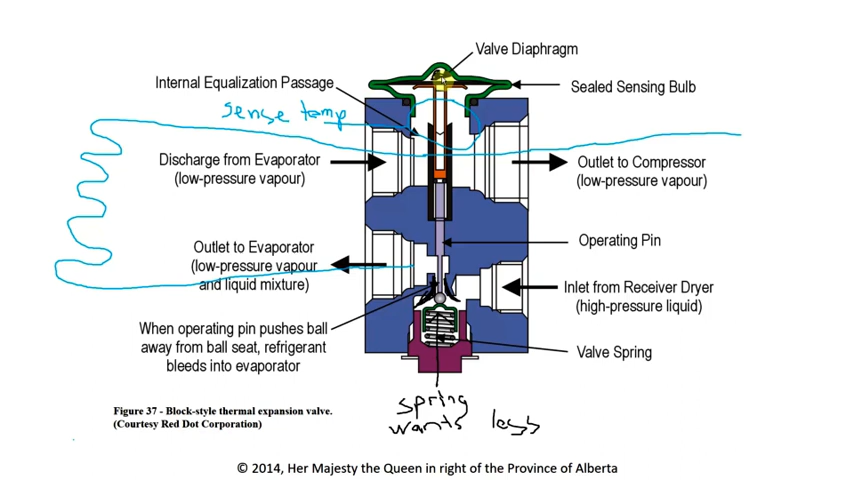 Valve Diaphragm
Internal Equalization Passage
Sealed Sensing Bulb
sense temp
Discharge from Evaporator
(low-pressure vapour)
Outlet to Compressor
(low-pressure vapour)
Outlet to Evaporator
(low-pressure vapour
and liquid mixture)
Operating Pin
Inlet from Receiver Dryer
(high-pressure liquid)
When operating pin pushes ball
away from ball seat, refrigerant
bleeds into evaporator
Valve Spring
spring
wants less
Figure 37 - Block-style thermal expansion valve.
(Courtesy Red Dot Corporation)
© 2014, Her Majesty the Queen in right of the Province of Alberta